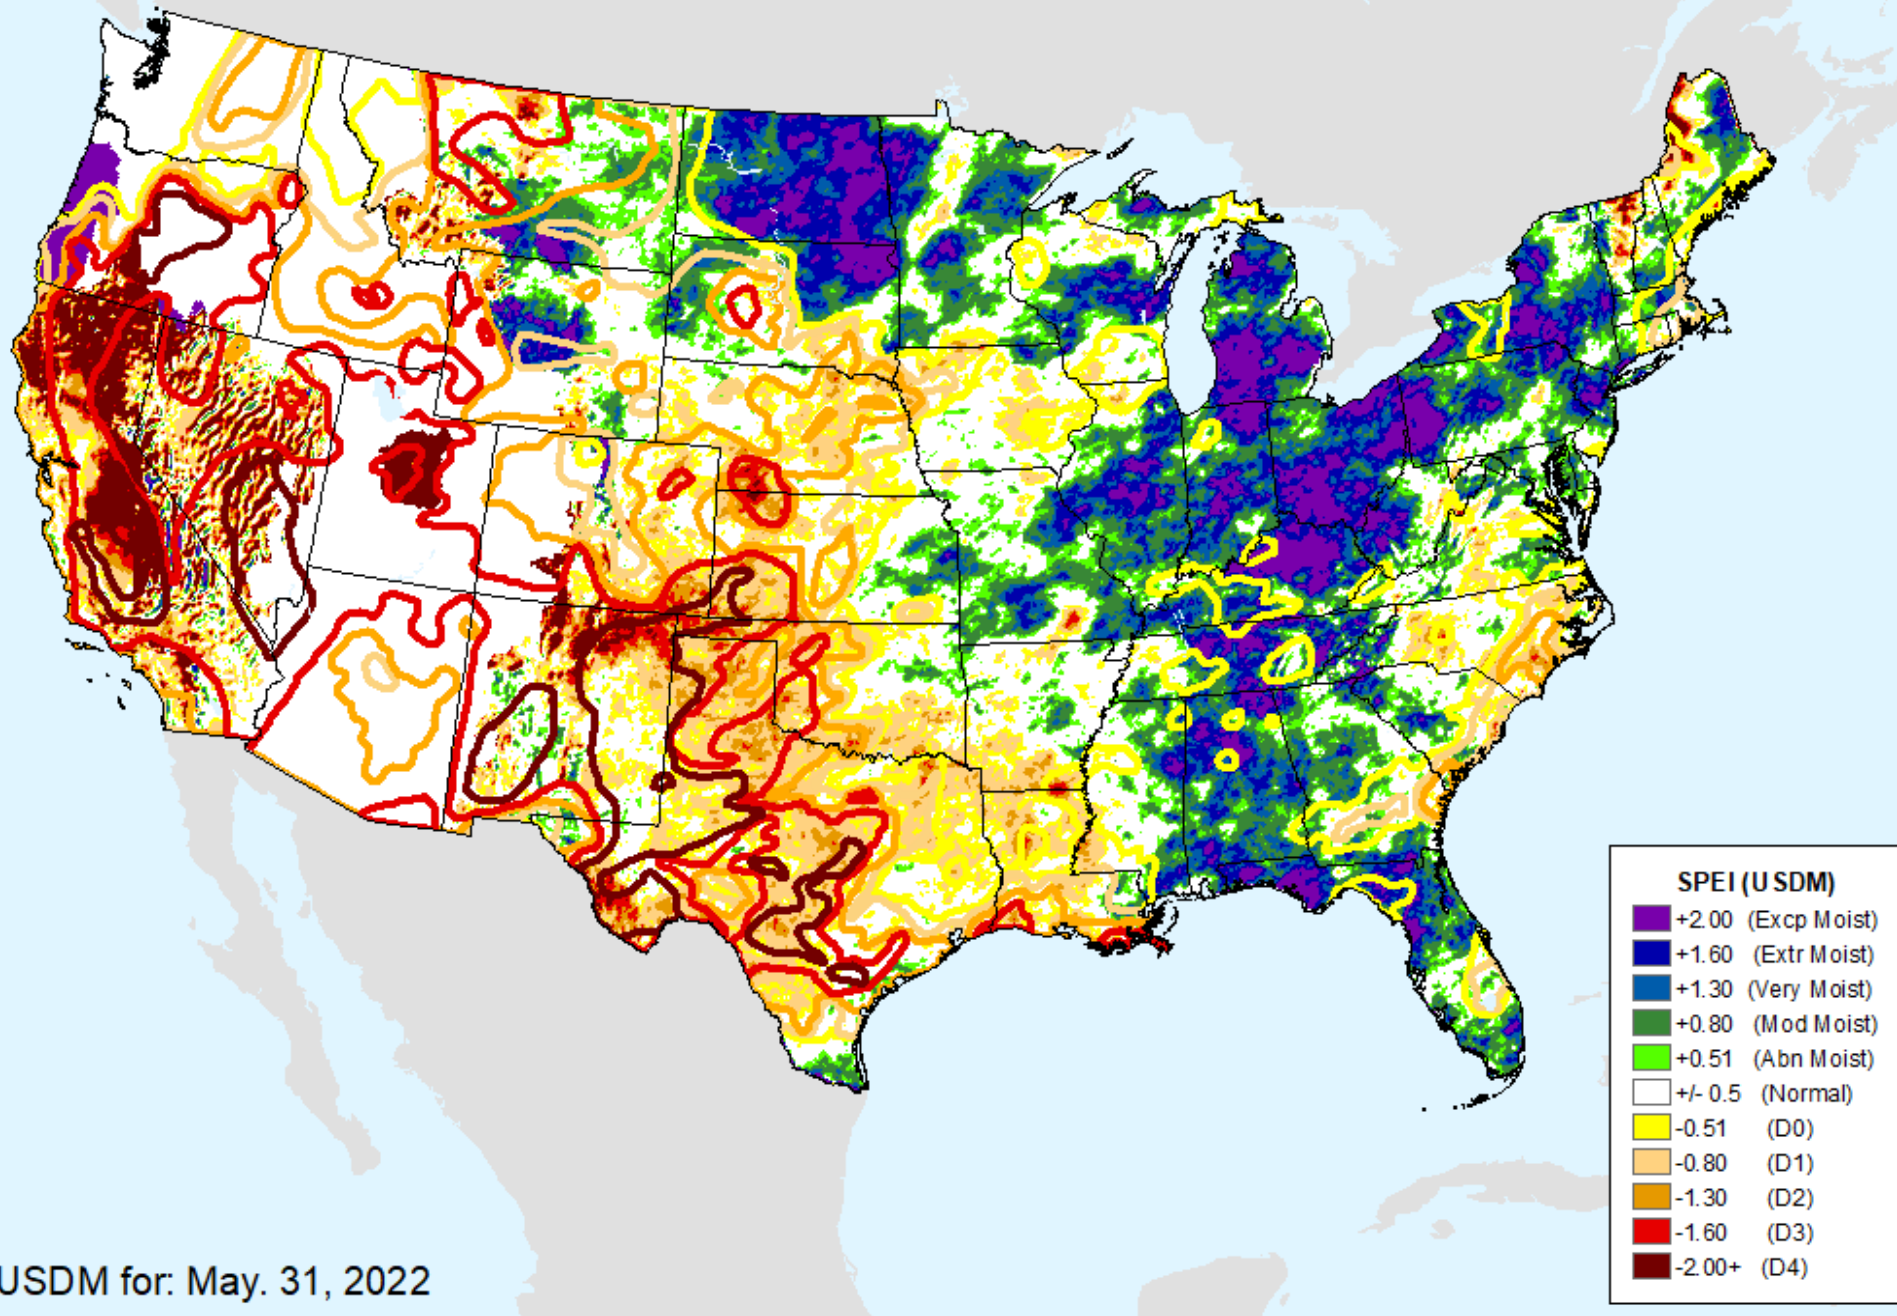 SPEI (USDM)
+2.00 (Excp Moist)
+1.60 (Extr Moist)
+1.30 (Very Moist)
+0.80 (Mod Moist)
+0.51 (Abn Moist)
+/- 0.5 (Normal)
-0.51 (D0)
-0.80 (D1)
-1.30 (D2)
-1.60 (D3)
-2.00+ (D4)
USDM for: May. 31, 2022